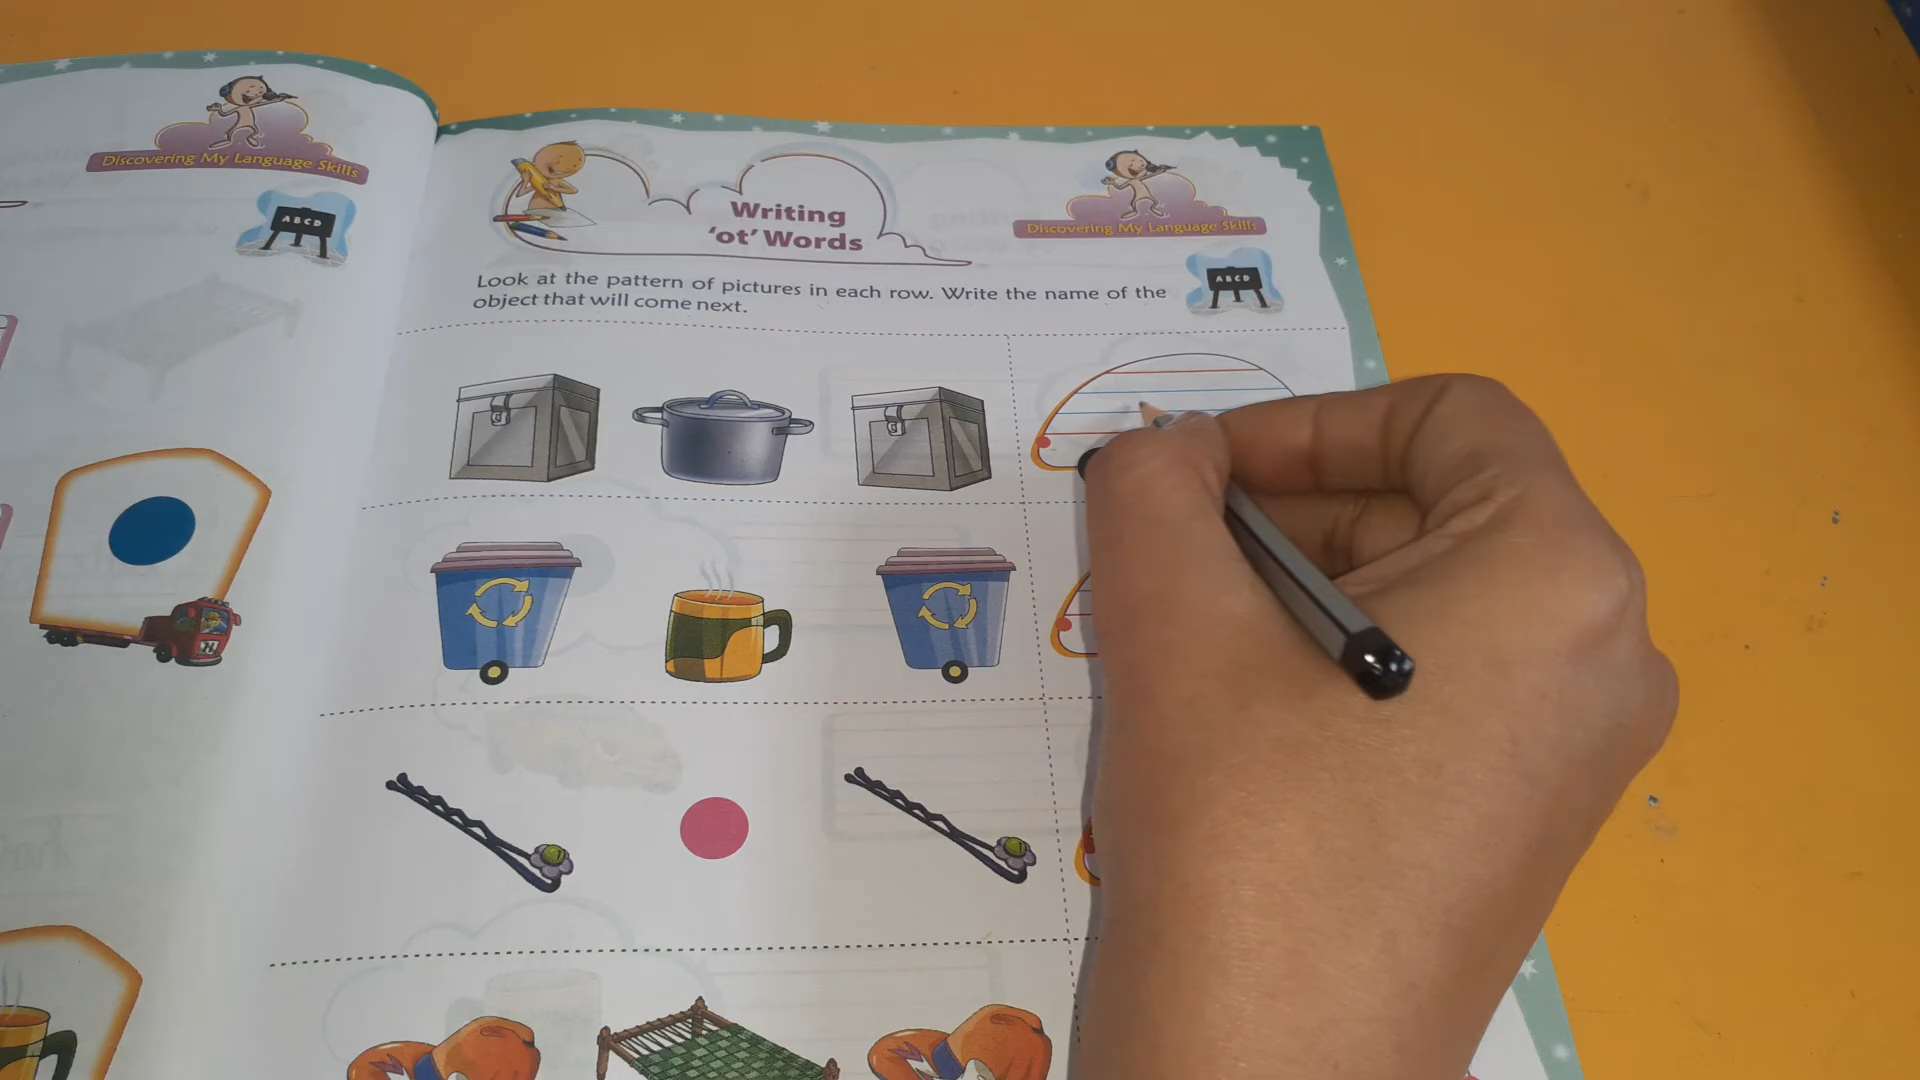 Discovering My Language Skills
ABCD
Writing
'ot' Words
Discovering My Language Skills
ABCD
Look at the pattern of pictures in each row. Write the name of the
object that will come next.